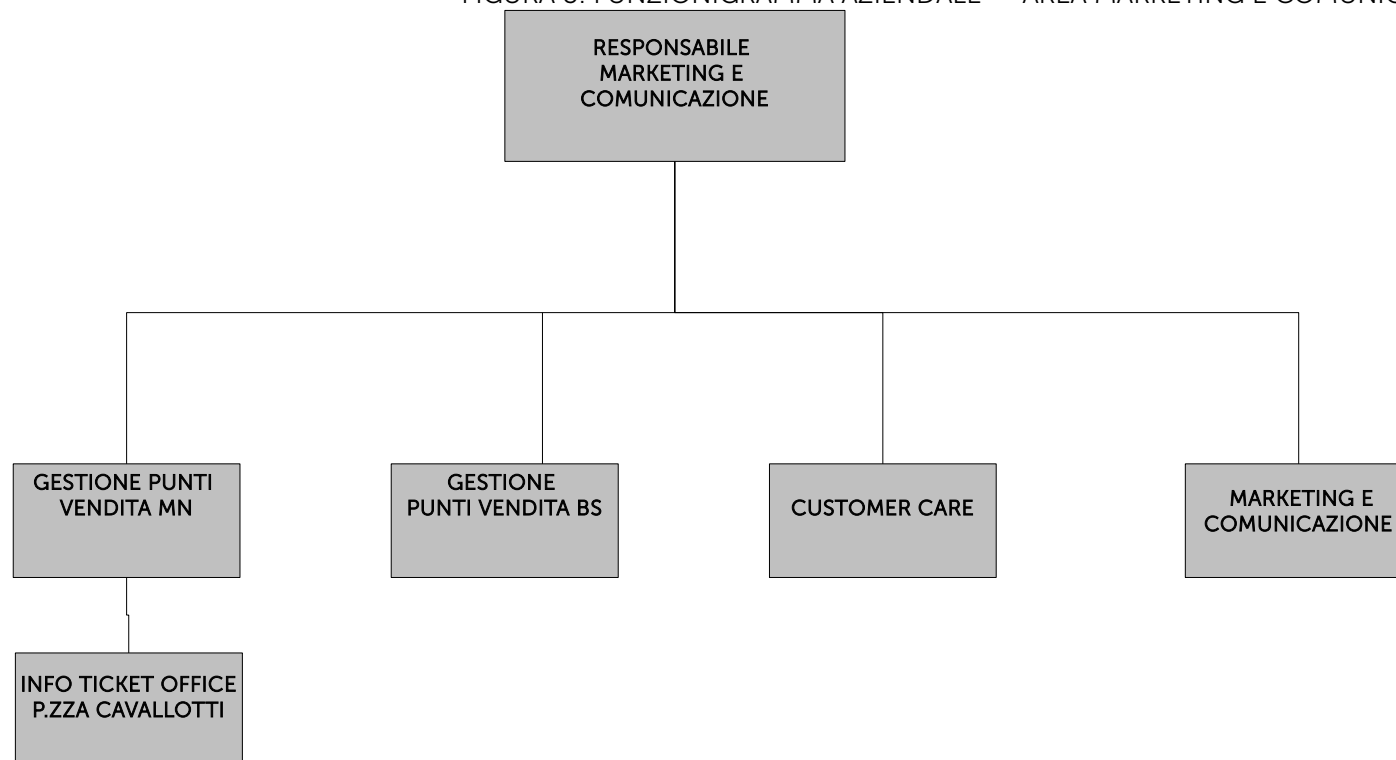 RESPONSABILE
MARKETING E
COMUNICAZIONE
GESTIONE PUNTI
VENDITA MN
GESTIONE
PUNTI VENDITA BS
CUSTOMER CARE
MARKETING E
COMUNICAZIONE
INFO TICKET OFFICE
P.ZZA CAVALLOTTI